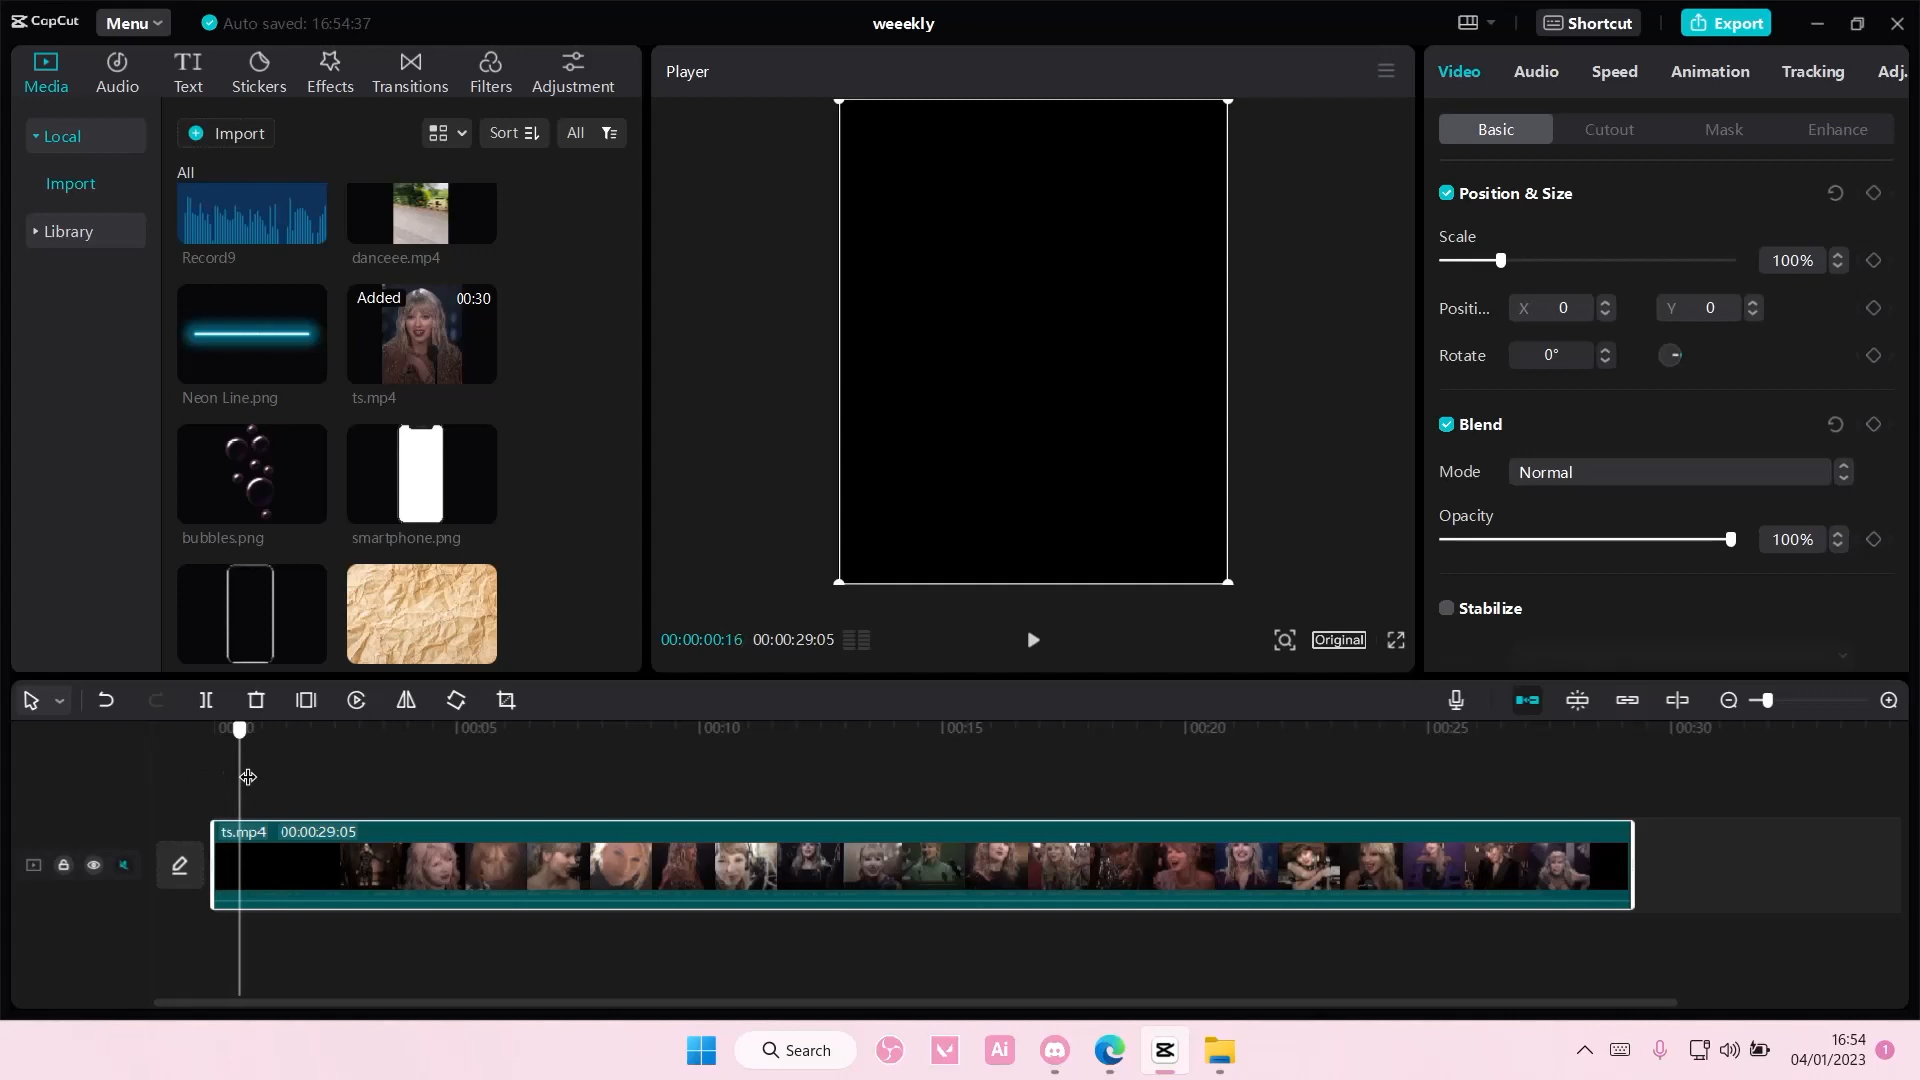 CapCut
Menu
Auto saved: 16:54:37
weeekly
Shortcut
Export
Media
Audio
Text
Stickers
Effects
Transitions
Filters
Adjustment
Local
Import
Library
Import
Sort
All
All
Record9
danceee.mp4
Added
00:30
Neon Line.png
ts.mp4
bubbles.png
smartphone.png
Player
00:00:00:16
00:00:29:05
Original
Video
Audio
Speed
Animation
Tracking
Adj.
Basic
Cutout
Mask
Enhance
Position & Size
Scale
100%
Positi...
X 0
Y 0
Rotate
0°
Blend
Mode
Normal
Opacity
100%
Stabilize
00:05
00:10
00:15
00:20
00:25
00:30
ts.mp4 00:00:29:05
Search
Ai
16:54
04/01/2023
1